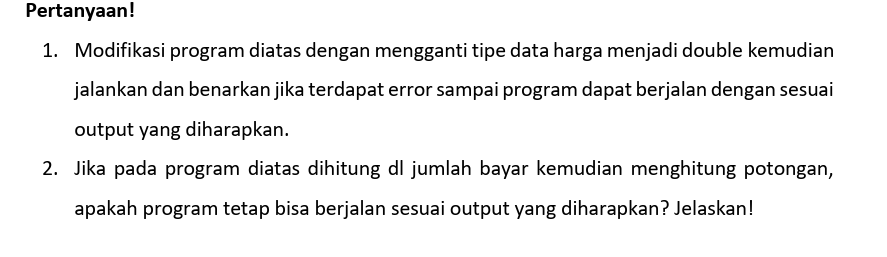 Pertanyaan!
1. Modifikasi program diatas dengan mengganti tipe data harga menjadi double kemudian
jalankan dan benarkan jika terdapat error sampai program dapat berjalan dengan sesuai
output yang diharapkan.
2. Jika pada program diatas dihitung dl jumlah bayar kemudian menghitung potongan,
apakah program tetap bisa berjalan sesuai output yang diharapkan? Jelaskan!